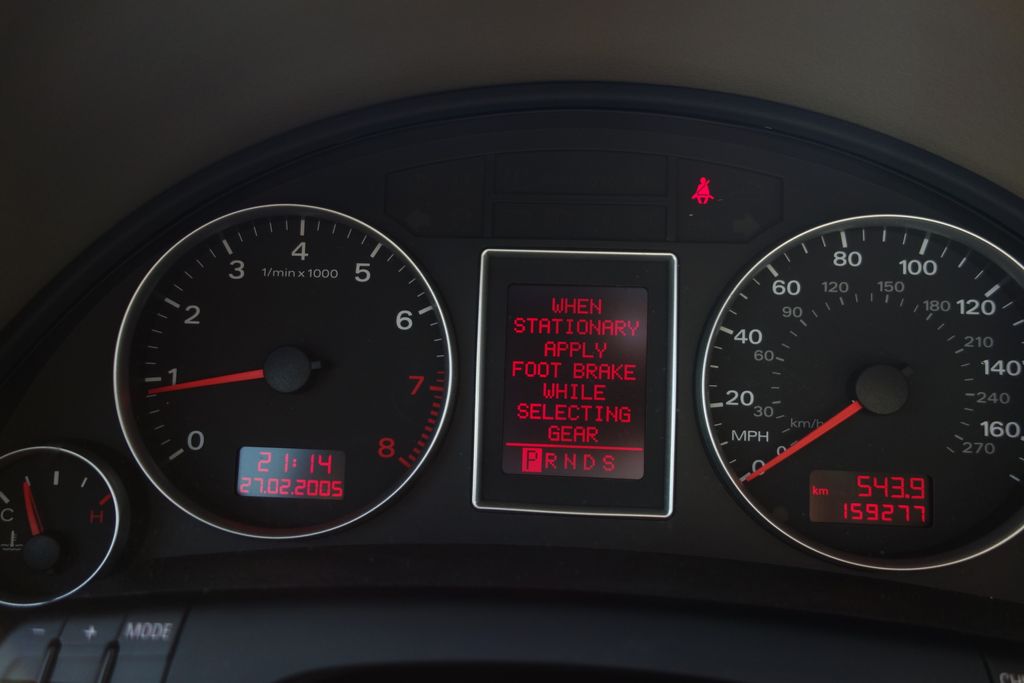 4
3
5
1/min x 1000
2
6
1
7
0
8
21:14
27.02.2005
C
H
- + MODE
WHEN
STATIONARY
APPLY
FOOT BRAKE
WHILE
SELECTING
GEAR
PRNDS
80
100
60
120
150
120
90
180
40
60
210
140
20
30
240
km/h
MPH
160
270
0
0
km 543.9
159277